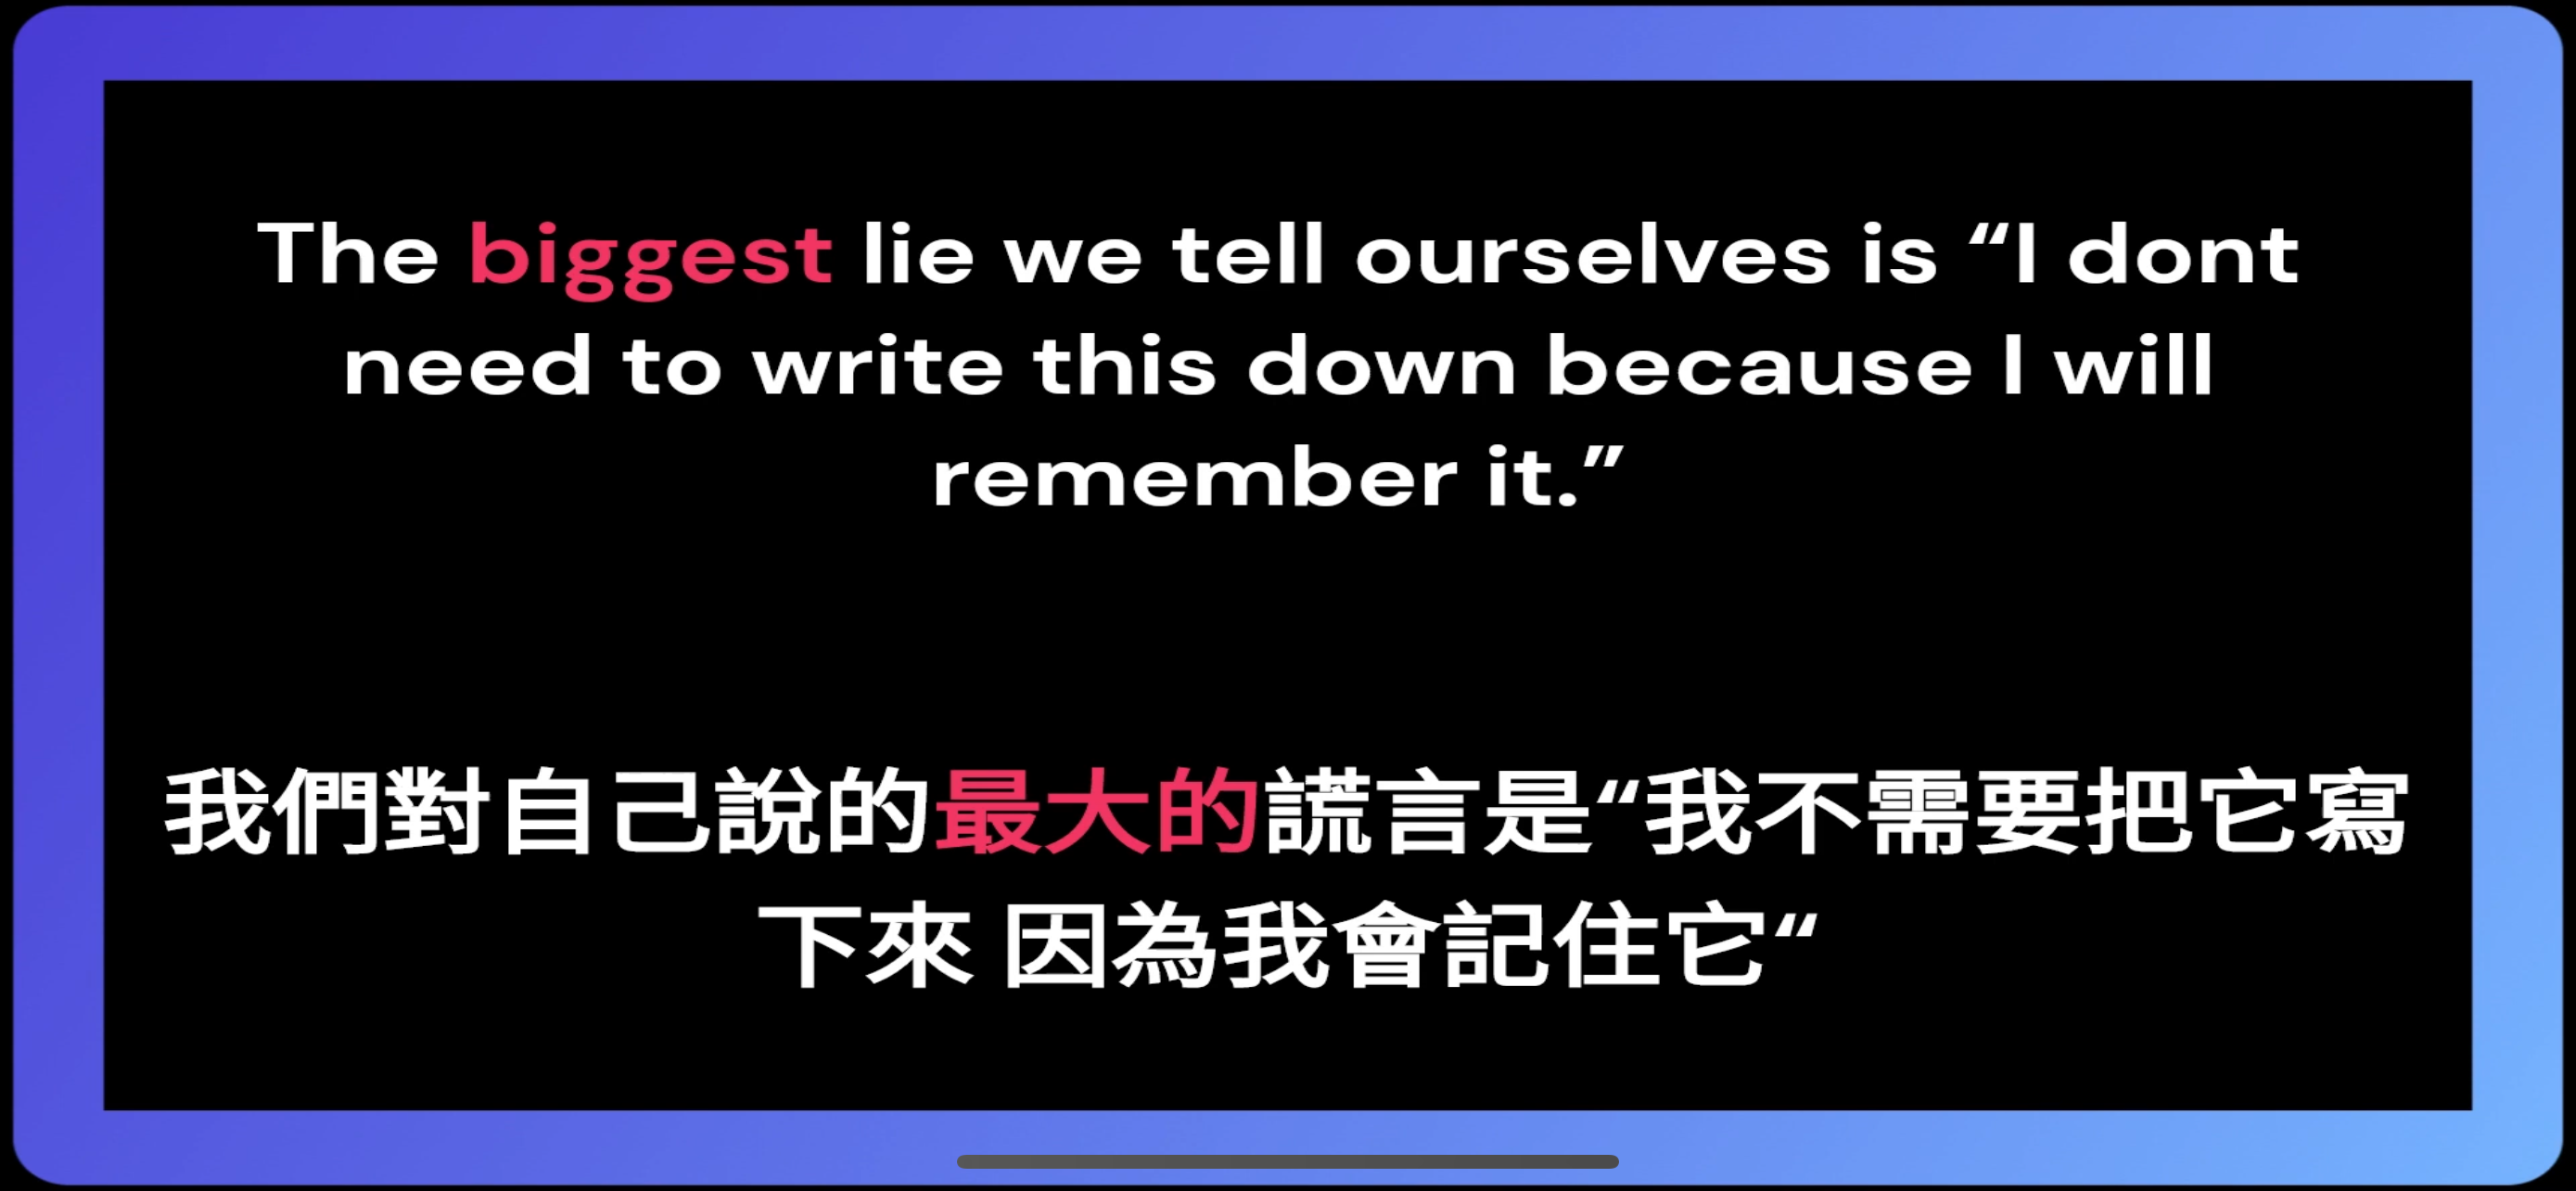 The biggest lie we tell ourselves is “I dont
need to write this down because I will
remember it.”
我們對自己說的最大的謊言是“我不需要把它寫
下來 因為我會記住它“